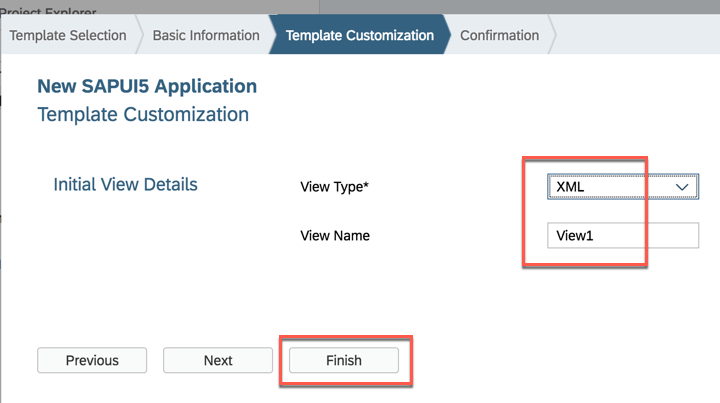 Project Explorer
Template Selection Basic Information Template Customization Confirmation
New SAPUI5 Application
Template Customization
Initial View Details View Type* XML
View Name View1
Previous Next Finish